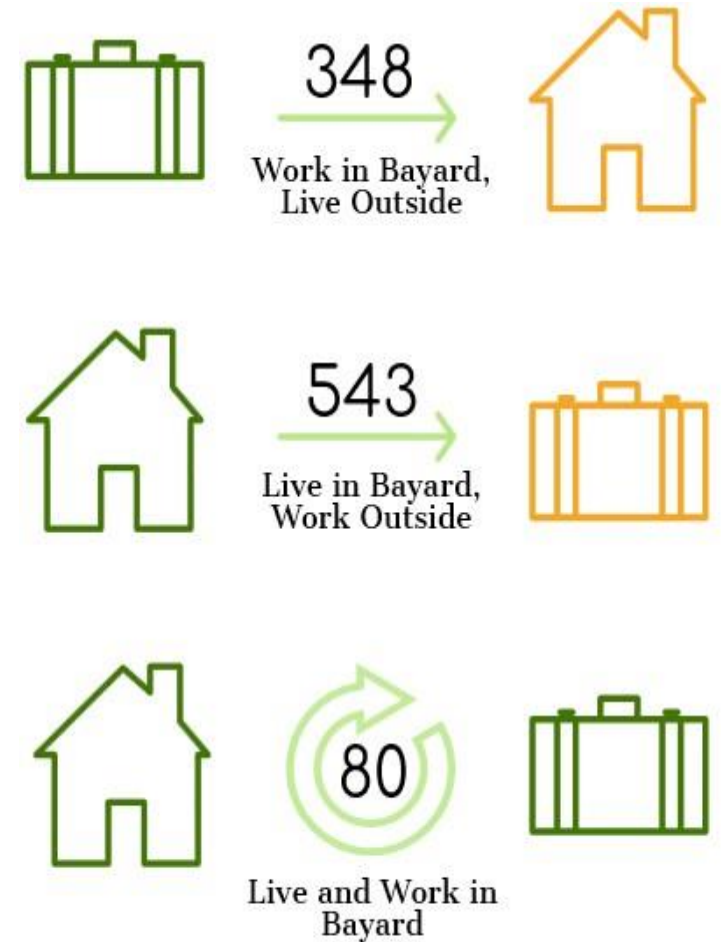 348
Work in Bayard,
Live Outside
543
Live in Bayard,
Work Outside
80
Live and Work in
Bayard